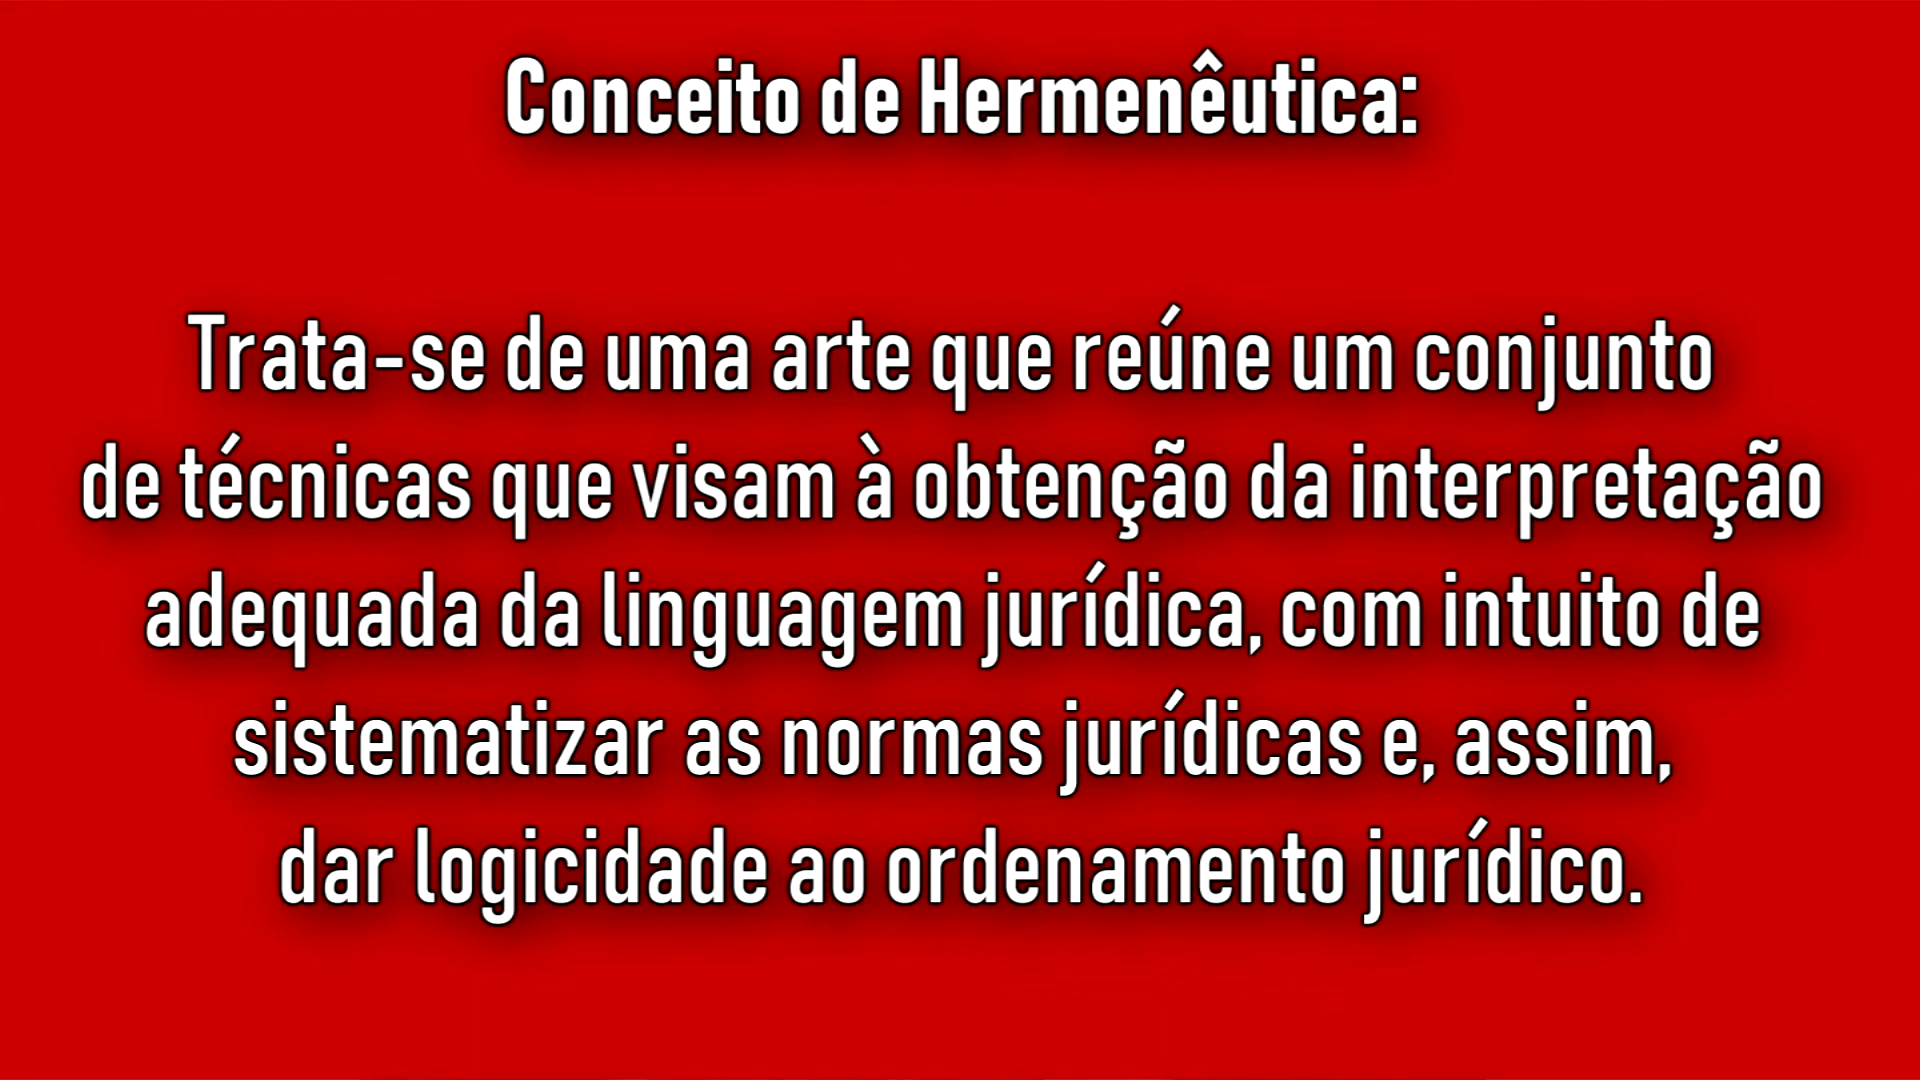 Conceito de Hermenêutica:
Trata-se de uma arte que reúne um conjunto
de técnicas que visam à obtenção da interpretação
adequada da linguagem jurídica, com intuito de
sistematizar as normas jurídicas e, assim,
dar logicidade ao ordenamento jurídico.